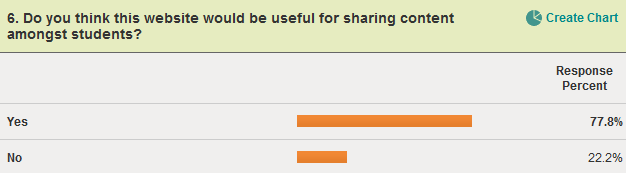 6. Do you think this website would be useful for sharing content
amongst students?
Create Chart
Response
Percent
Yes 77.8%
No 22.2%